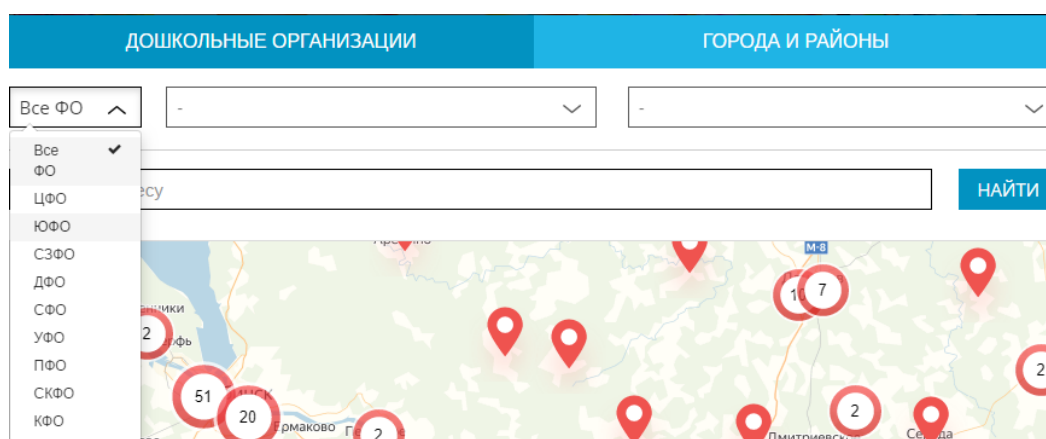 ДОШКОЛЬНЫЕ ОРГАНИЗАЦИИ
ГОРОДА И РАЙОНЫ
Все ФО
-
-
Все
ФО
ЦФО
ЮФО
СЗФО
ДФО
СФО
УФО
ПФО
СКФО
КФО
есу
НАЙТИ
М-8
7
2
51
20
Ермаково
2
2
2